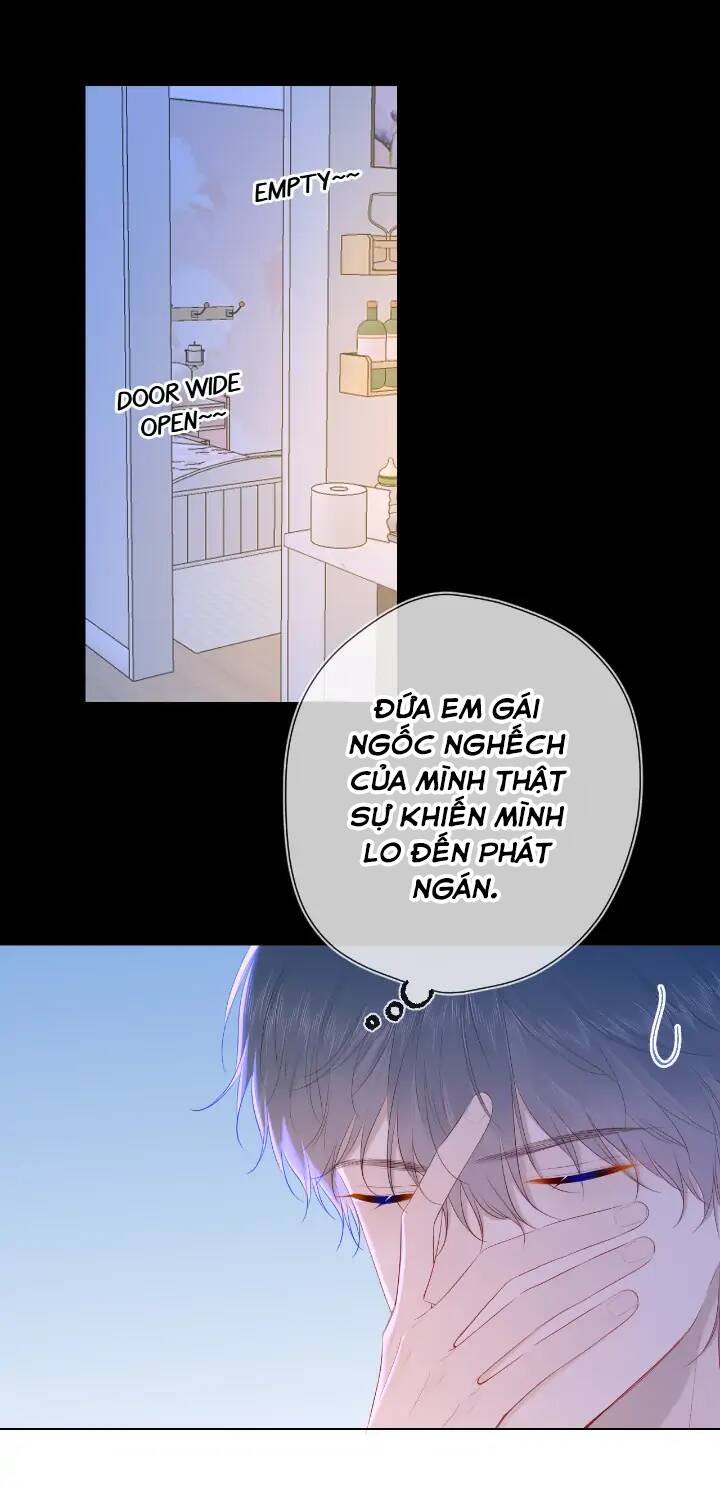 EMPTY~~
DOOR WIDE
OPEN~~
ĐỨA EM GÁI
NGỐC NGHẾCH
CỦA MÌNH THẬT
SỰ KHIẾN MÌNH
LO ĐẾN PHÁT
NGÁN.